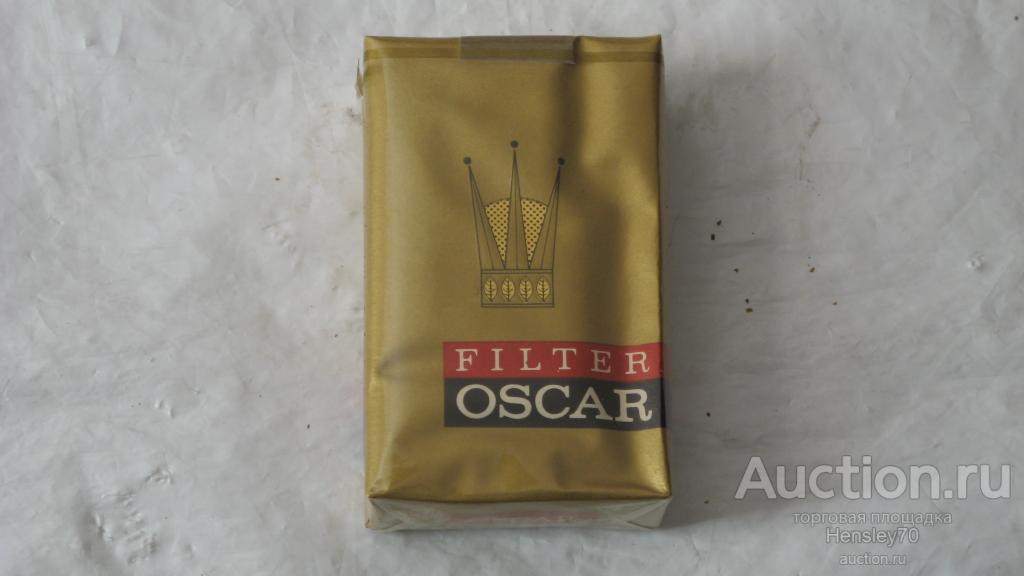 FILTER
OSCAR
Auction.ru
торговая площадка
Hensley70
auction.ru